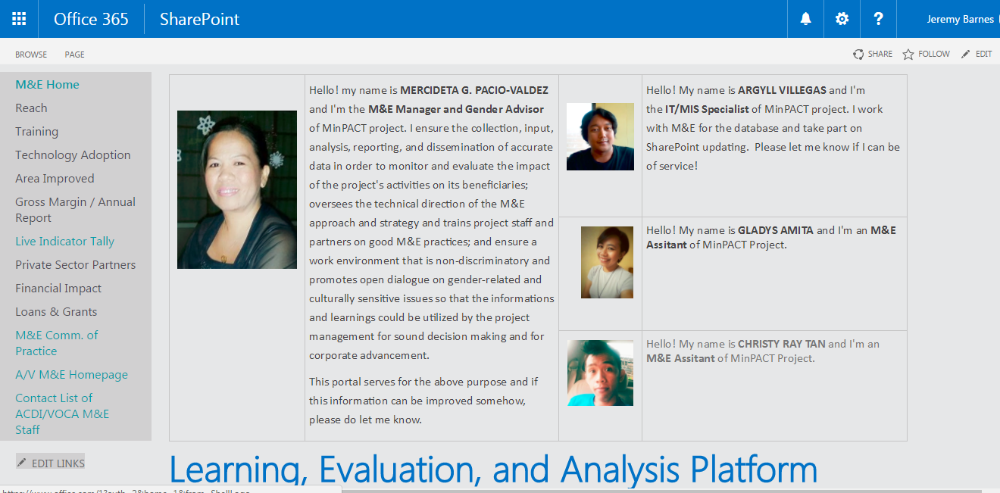 Office 365
SharePoint
Jeremy Barnes
BROWSE
PAGE
SHARE
FOLLOW
EDIT
M&E Home
Reach
Training
Technology Adoption
Area Improved
Gross Margin / Annual
Report
Live Indicator Tally
Private Sector Partners
Financial Impact
Loans & Grants
M&E Comm. of
Practice
A/V M&E Homepage
Contact List of
ACDI/VOCA M&E
Staff
EDIT LINKS
Hello! my name is MERCIDETA G. PACIO-VALDEZ
and I'm the M&E Manager and Gender Advisor
of MinPACT project. I ensure the collection, input,
analysis, reporting, and dissemination of accurate
data in order to monitor and evaluate the impact
of the project's activities on its beneficiaries;
oversees the technical direction of the M&E
approach and strategy and trains project staff and
partners on good M&E practices; and ensure a
work environment that is non-discriminatory and
promotes open dialogue on gender-related and
culturally sensitive issues so that the informations
and learnings could be utilized by the project
management for sound decision making and for
corporate advancement.
This portal serves for the above purpose and if
this information can be improved somehow,
please do let me know.
Hello! My name is ARGYLL VILLEGAS and I'm
the IT/MIS Specialist of MinPACT project. I work
with M&E for the database and take part on
SharePoint updating.  Please let me know if I can be
of service!
Hello! My name is GLADYS AMITA and I'm an M&E
Assitant of MinPACT Project.
Hello! My name is CHRISTY RAY TAN and I'm an
M&E Assitant of MinPACT Project.
Learning, Evaluation, and Analysis Platform